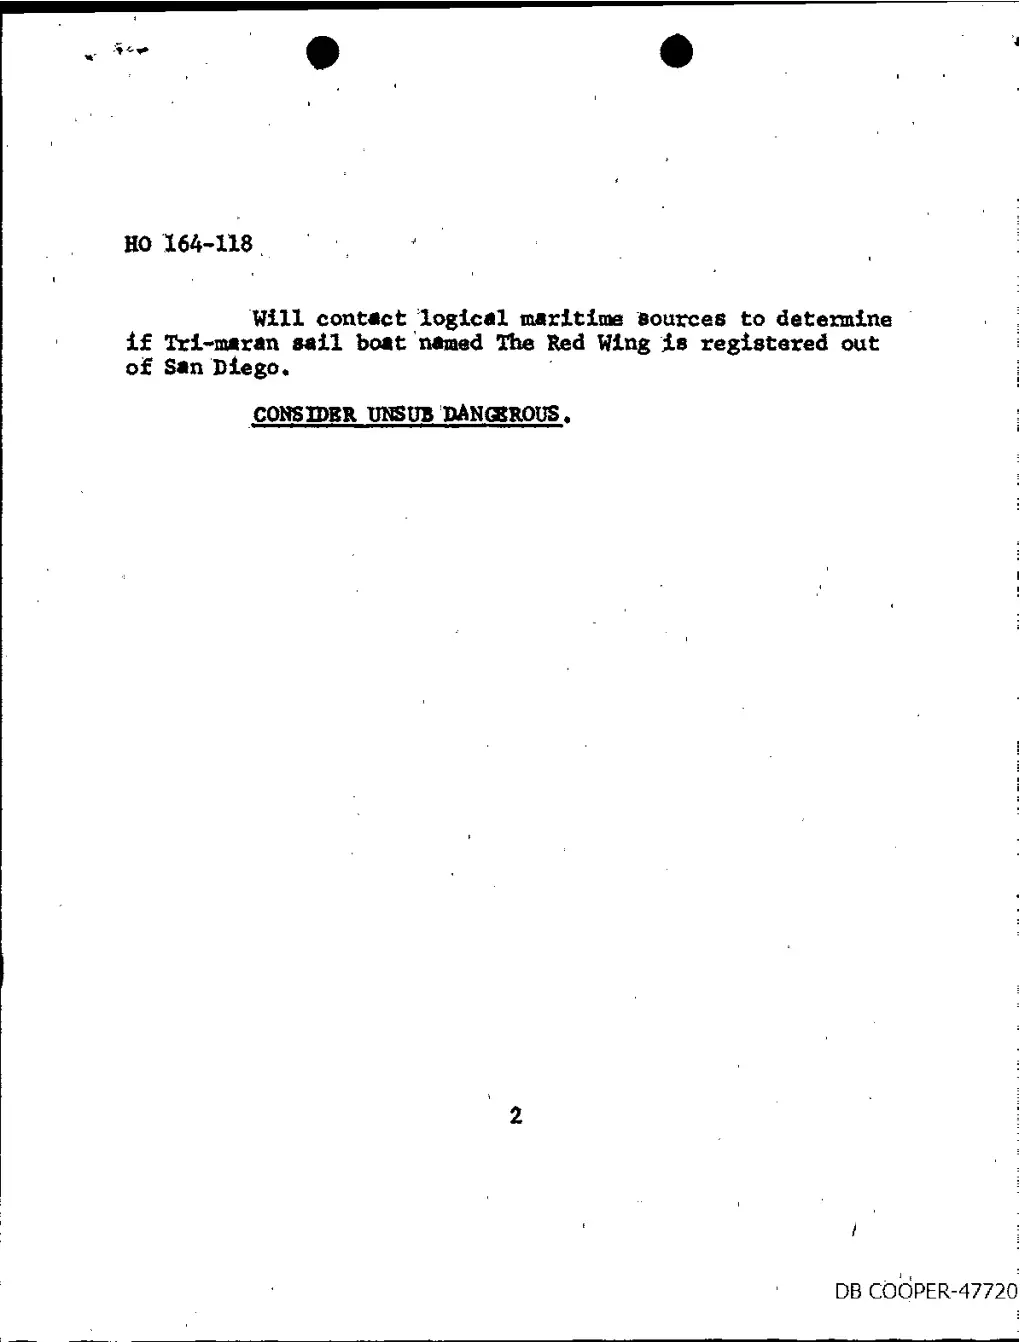 HO 164-118
Will contact logical maritime sources to determine
if Tri-maran sail boat named The Red Wing is registered out
of San Diego.
CONSIDER UNSUB DANGEROUS.
2
DB COOPER-47720